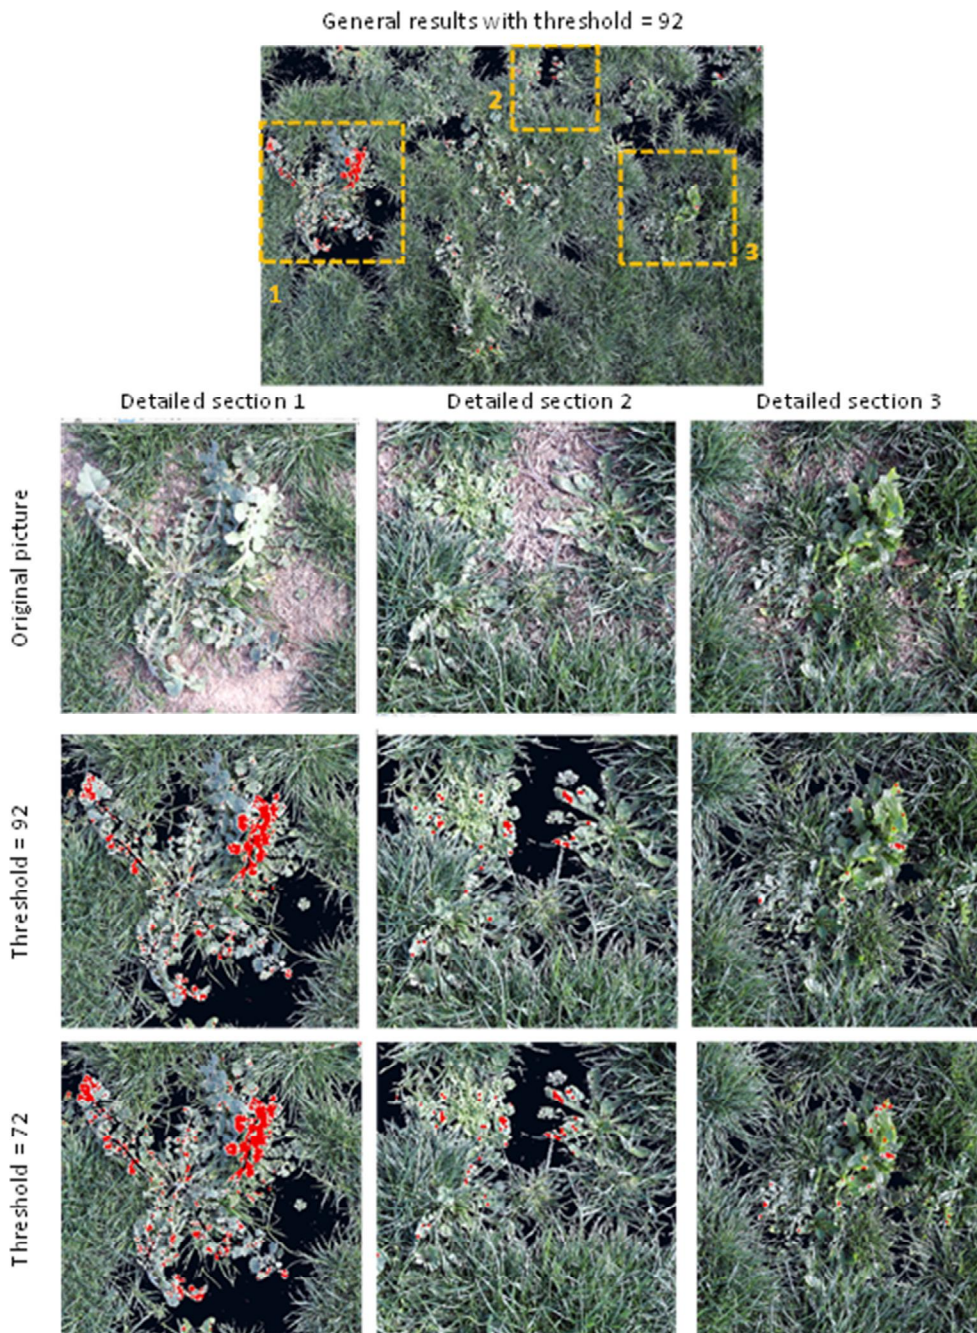 General results with threshold = 92
2
3
1
Detailed section 1
Detailed section 2
Detailed section 3
Original picture
Threshold = 92
Threshold = 72